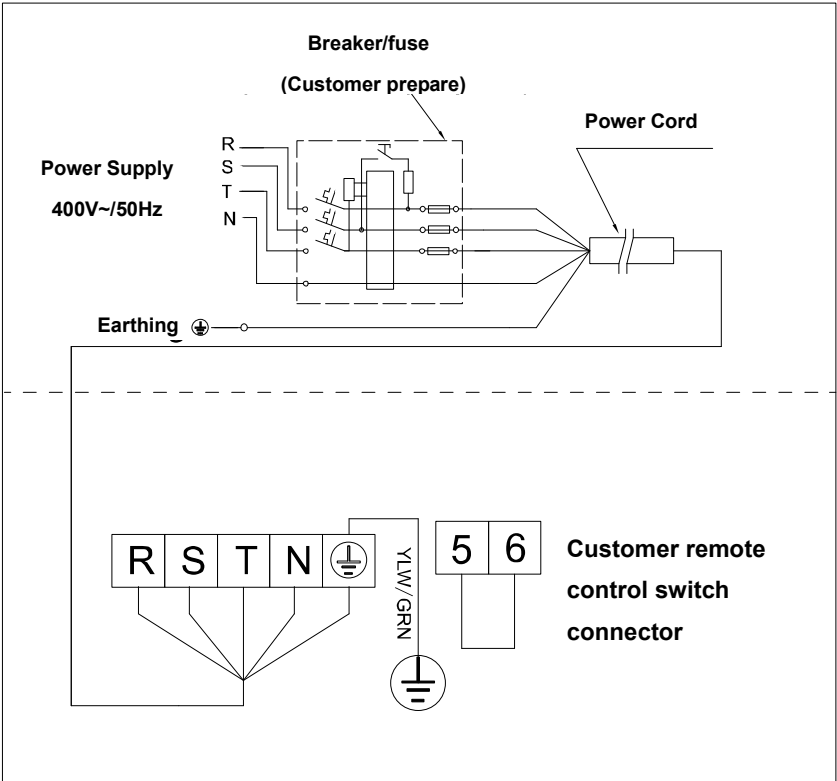 Breaker/fuse
(Customer prepare)
Power Cord
Power Supply
400V~/50Hz
R
S
T
N
Earthing
R S T N
YLW/GRN
5 6
Customer remote
control switch
connector